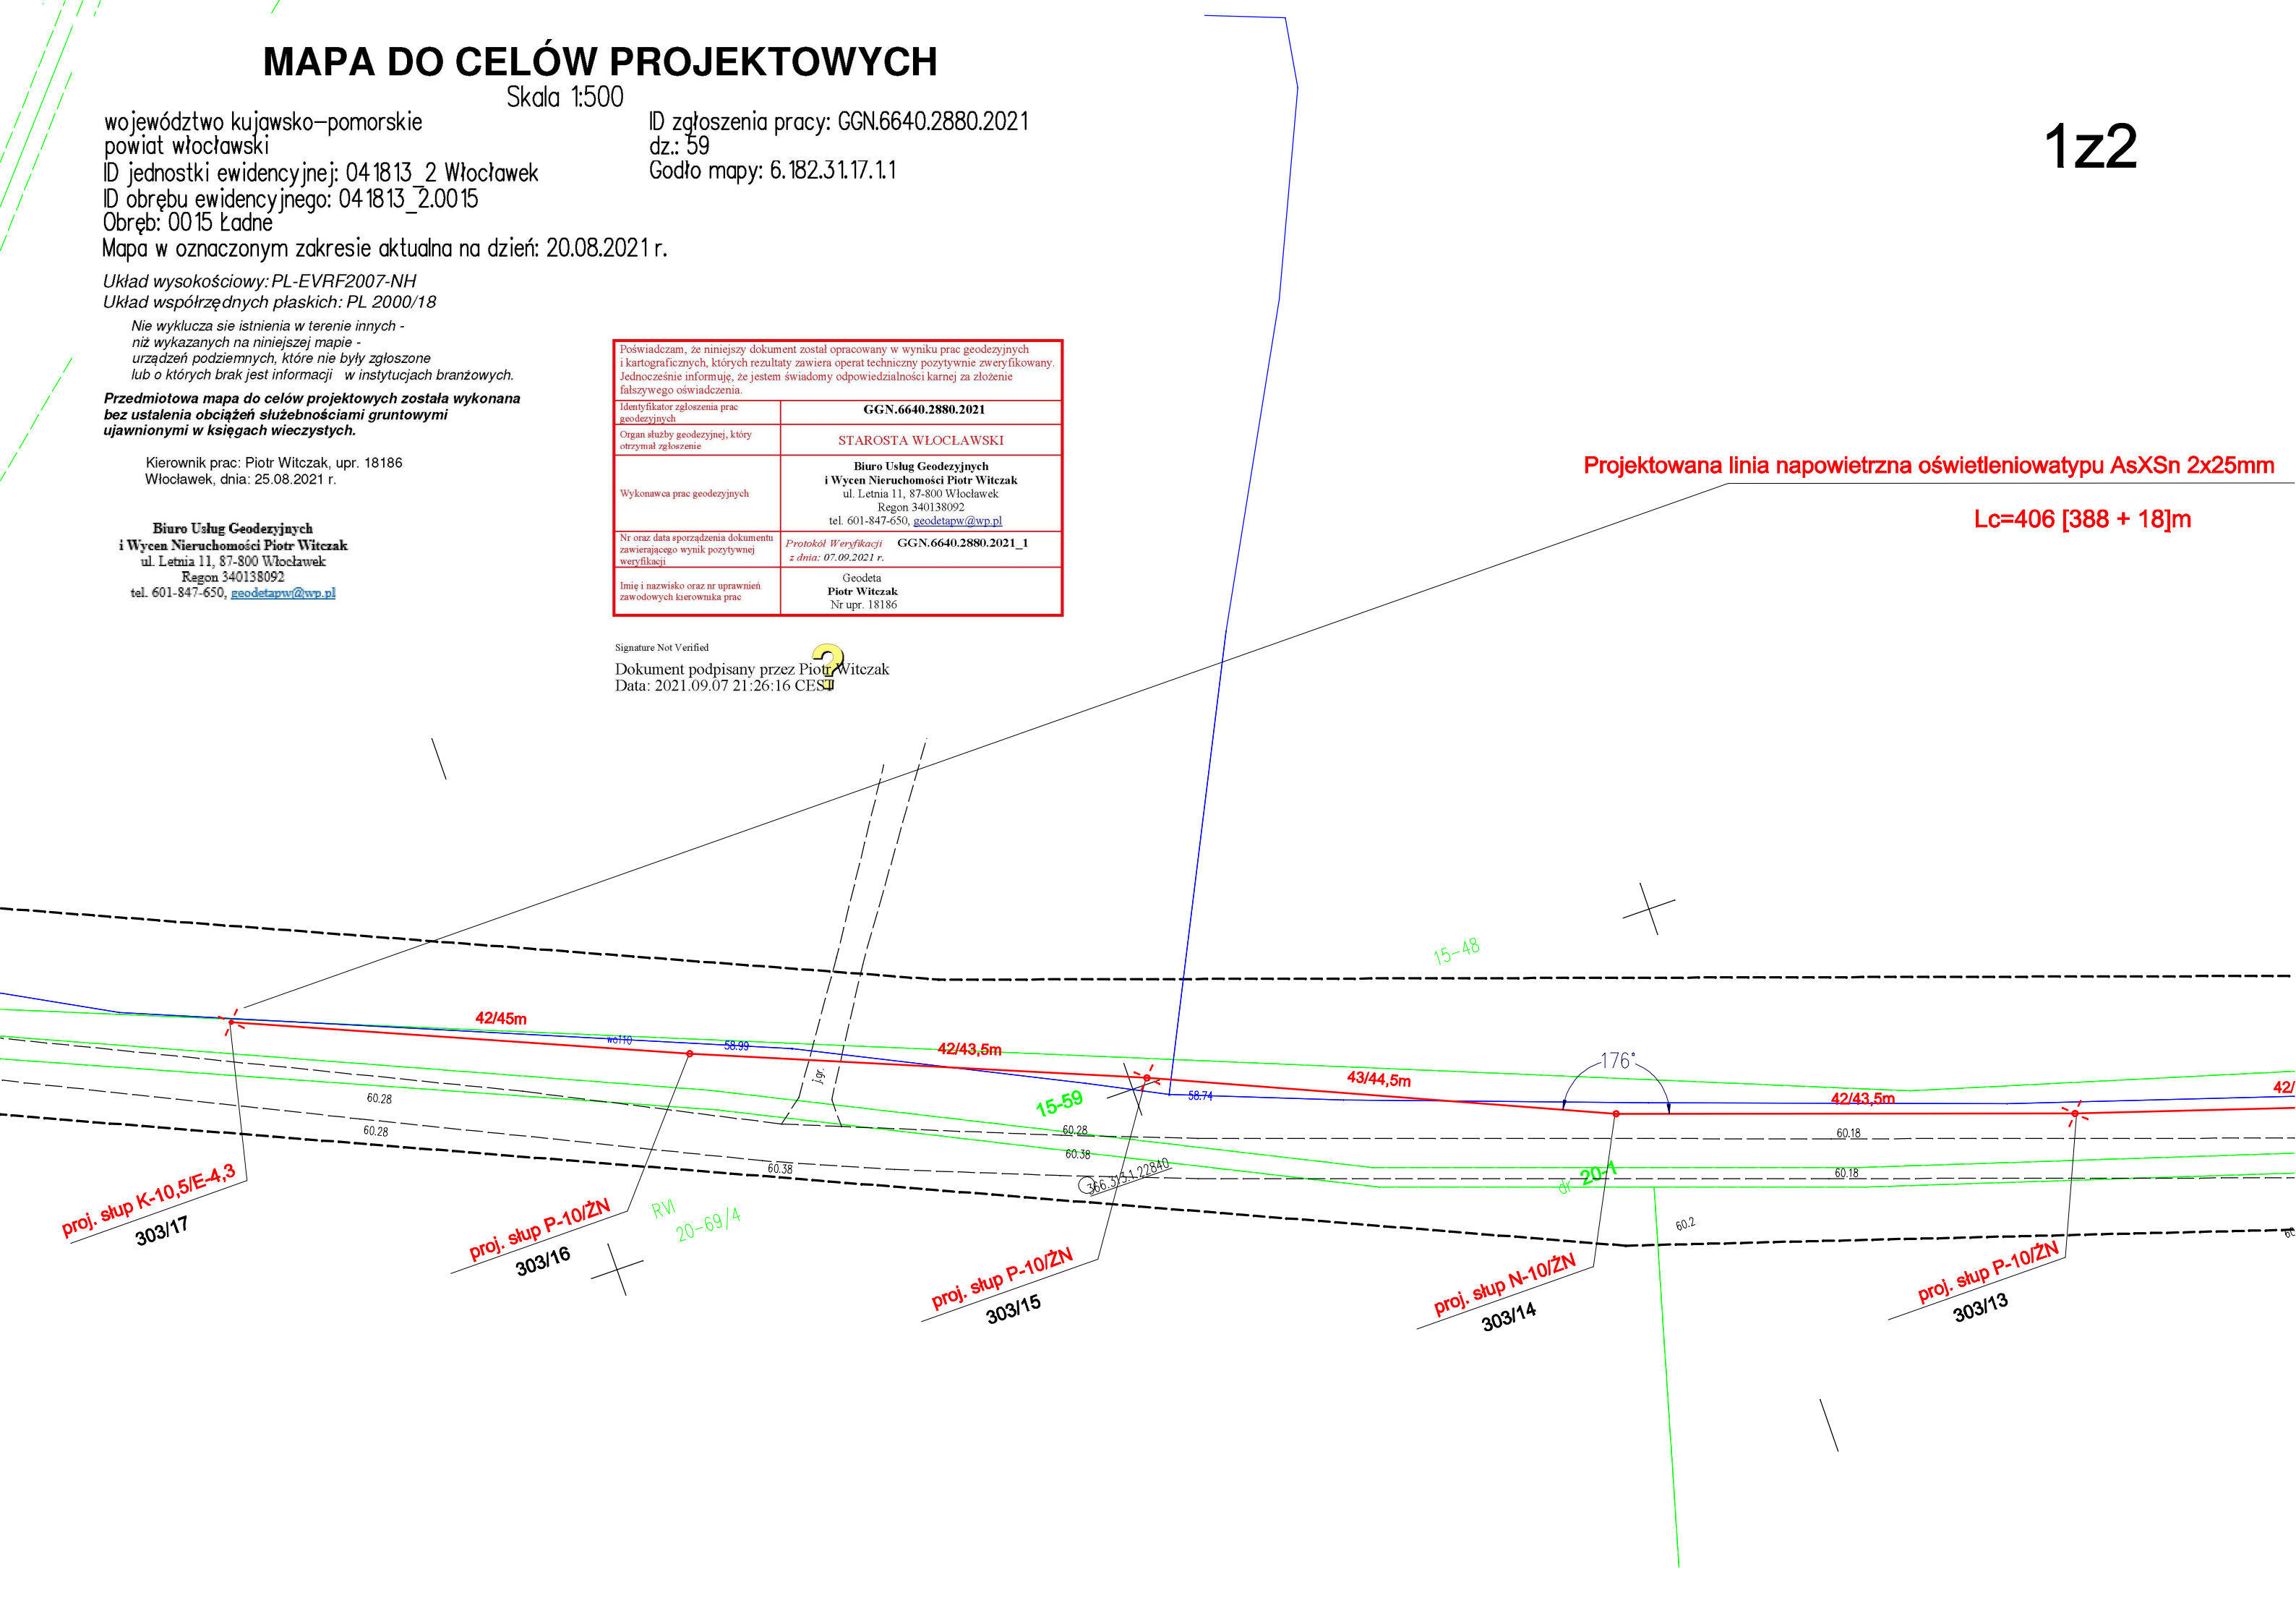 MAPA DO CELÓW PROJEKTOWYCH
Skala 1:500
województwo kujawsko-pomorskie
powiat włocławski
ID jednostki ewidencyjnej: 041813_2 Włocławek
ID obrębu ewidencyjnego: 041813_2.0015
Obręb: 0015 Ładne
Mapa w oznaczonym zakresie aktualna na dzień: 20.08.2021 r.
ID zgłoszenia pracy: GGN.6640.2880.2021
dz.: 59
Godło mapy: 6.182.31.17.1.1
1z2
Układ wysokościowy: PL-EVRF2007-NH
Układ współrzędnych płaskich: PL 2000/18
Nie wyklucza sie istnienia w terenie innych -
niż wykazanych na niniejszej mapie -
urządzeń podziemnych, które nie były zgłoszone
lub o których brak jest informacji w instytucjach branżowych.
Przedmiotowa mapa do celów projektowych została wykonana
bez ustalenia obciążeń służebnościami gruntowymi
ujawnionymi w księgach wieczystych.
Kierownik prac: Piotr Witczak, upr. 18186
Włocławek, dnia: 25.08.2021 r.
Biuro Usług Geodezyjnych
i Wycen Nieruchomości Piotr Witczak
ul. Letnia 11, 87-800 Włocławek
Regon 340138092
tel. 601-847-650, geodetapw@wp.pl
Poświadczam, że niniejszy dokument został opracowany w wyniku prac geodezyjnych
i kartograficznych, których rezultaty zawiera operat techniczny pozytywnie zweryfikowany.
Jednocześnie informuję, że jestem świadomy odpowiedzialności karnej za złożenie
fałszywego oświadczenia.
Identyfikator zgłoszenia prac
geodezyjnych
GGN.6640.2880.2021
Organ służby geodezyjnej, który
otrzymał zgłoszenie
STAROSTA WŁOCŁAWSKI
Wykonawca prac geodezyjnych
Biuro Usług Geodezyjnych
i Wycen Nieruchomości Piotr Witczak
ul. Letnia 11, 87-800 Włocławek
Regon 340138092
tel. 601-847-650, geodetapw@wp.pl
Nr oraz data sporządzenia dokumentu
zawierającego wynik pozytywnej
weryfikacji
Protokół Weryfikacji GGN.6640.2880.2021_1
z dnia: 07.09.2021 r.
Imię i nazwisko oraz nr uprawnień
zawodowych kierownika prac
Geodeta
Piotr Witczak
Nr upr. 18186
Signature Not Verified
Dokument podpisany przez Piotr Witczak
Data: 2021.09.07 21:26:16 CEST
?
Projektowana linia napowietrzna oświetleniowatypu AsXSn 2x25mm
Lc=406 [388 + 18]m
15-48
42/45m
wo110
58.99
42/43,5m
43/44,5m
176°
42/43,5m
42/
j.gr.
15-59
58.74
60.28
60.28
60.28
60.38
60.38
60.18
60.18
366.313.1.22840
dr 20-1
60.2
60
RVI
20-69/4
proj. słup K-10,5/E-4,3
303/17
proj. słup P-10/ŻN
303/16
proj. słup P-10/ŻN
303/15
proj. słup N-10/ŻN
303/14
proj. słup P-10/ŻN
303/13